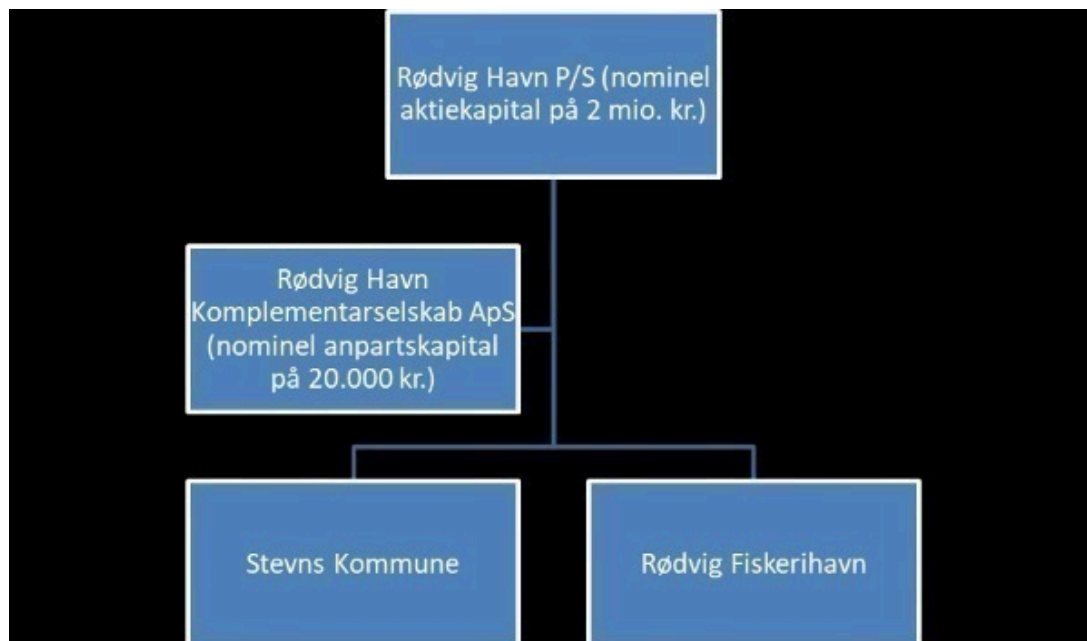 Rødvig Havn P/S (nominel
aktiekapital på 2 mio. kr.)
Rødvig Havn
Komplementarselskab ApS
(nominel anpartskapital
på 20.000 kr.)
Stevns Kommune
Rødvig Fiskerihavn